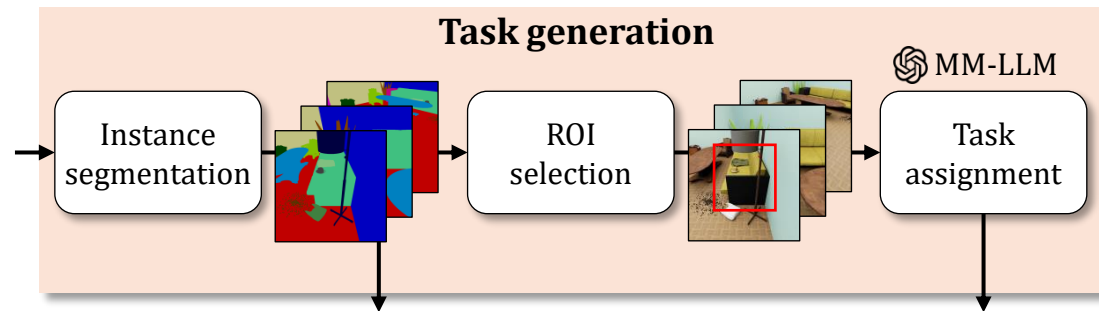 Task generation
MM-LLM
Instance
segmentation
ROI
selection
Task
assignment